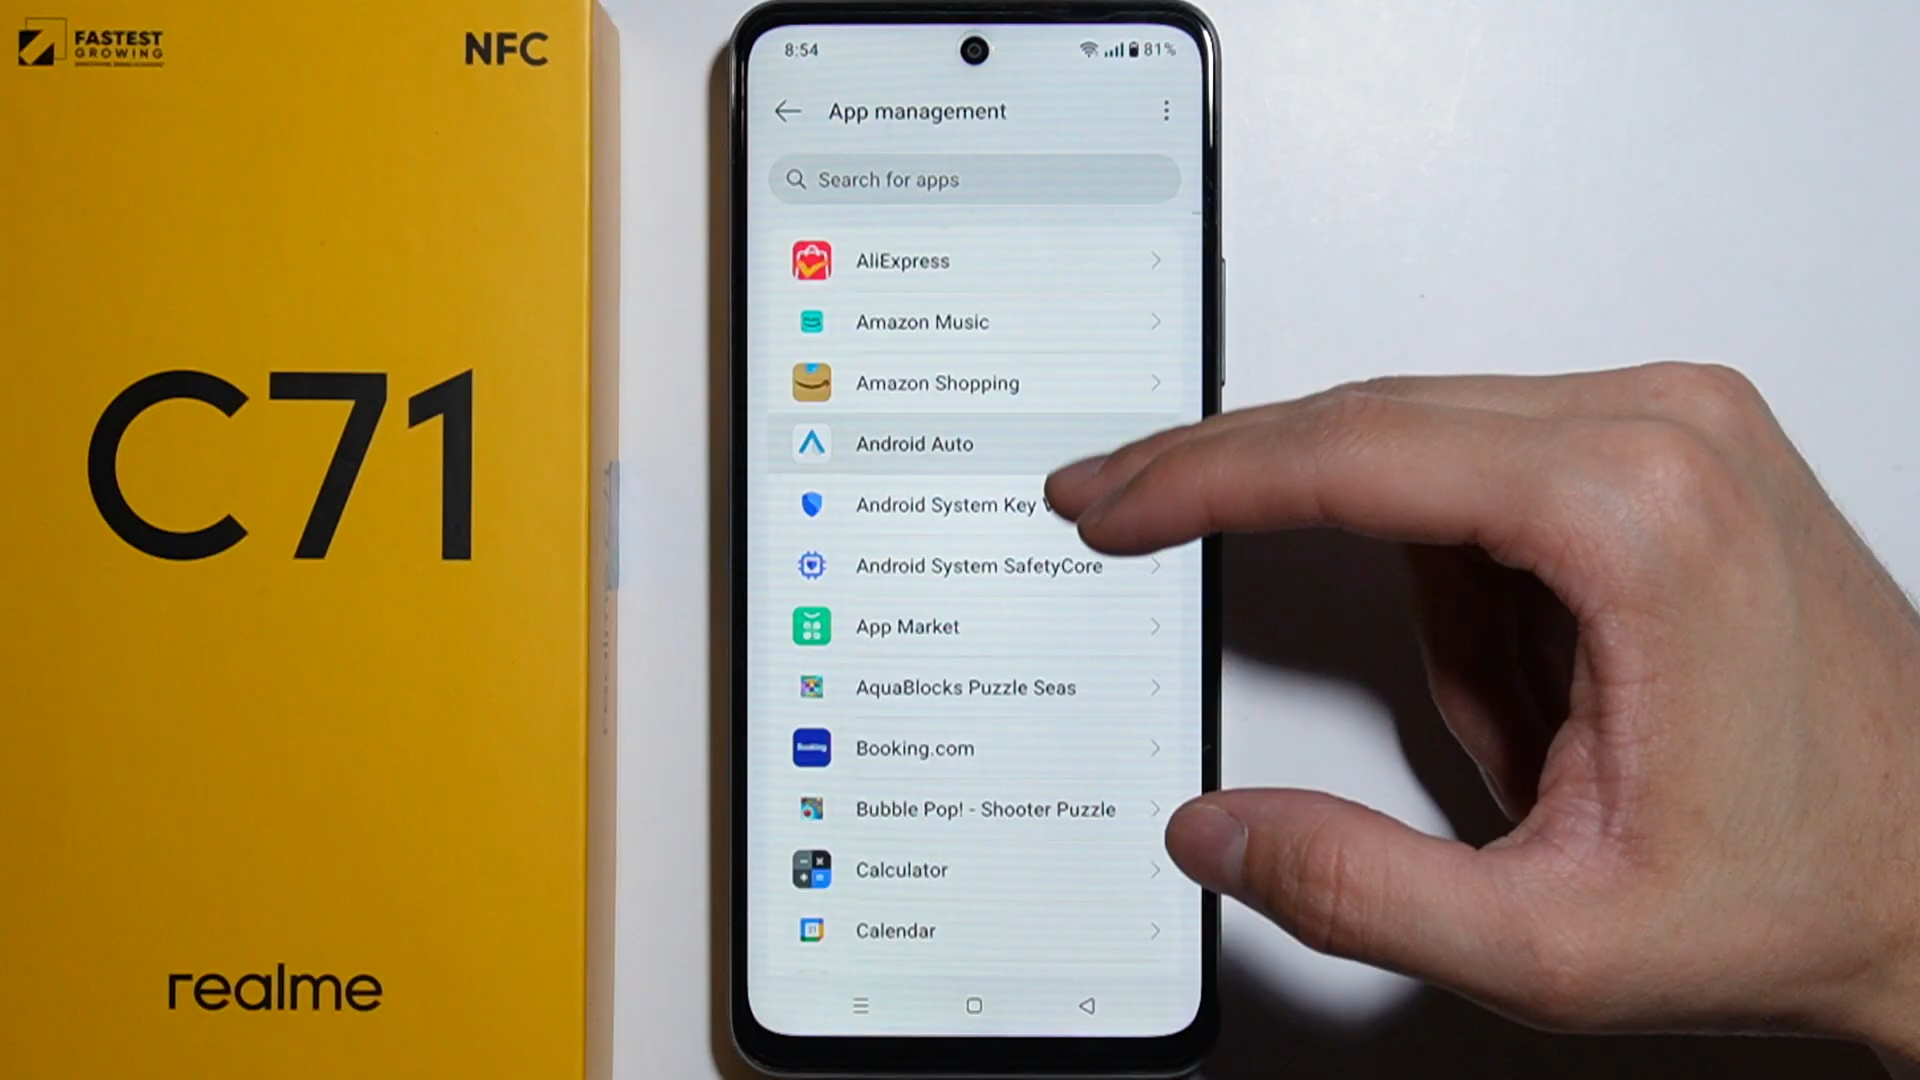 FASTEST
GROWING
NFC
C71
realme
8:54
81%
App management
Search for apps
AliExpress
Amazon Music
Amazon Shopping
Android Auto
Android System Key
Android System SafetyCore
App Market
AquaBlocks Puzzle Seas
Booking.com
Bubble Pop! - Shooter Puzzle
Calculator
Calendar